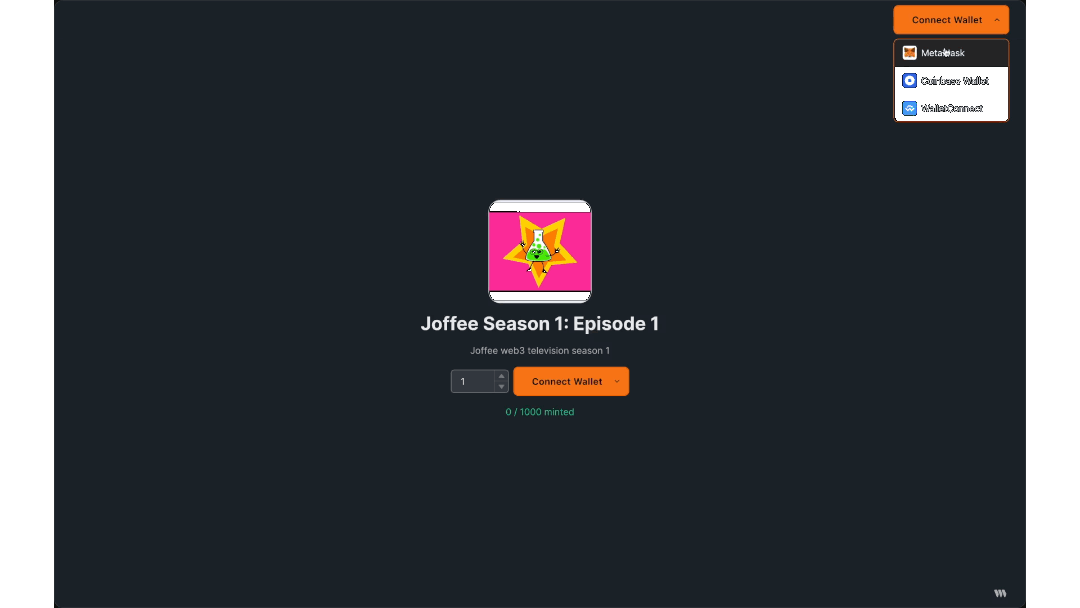 Connect Wallet
MetaMask
Coinbase Wallet
WalletConnect
Joffee Season 1: Episode 1
Joffee web3 television season 1
1
Connect Wallet
0 / 1000 minted